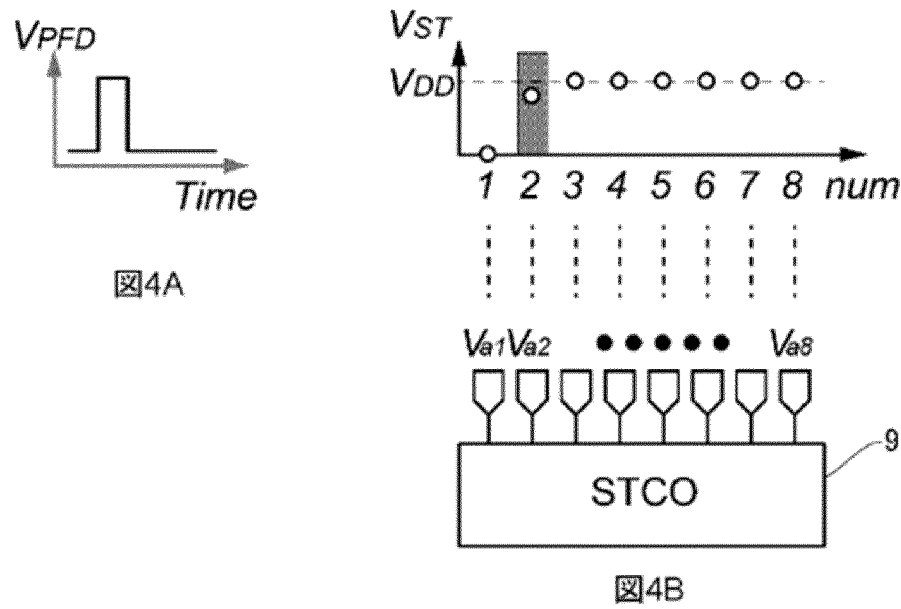 VPFD
Time
図4A
VST
VDD
1 2 3 4 5 6 7 8 num
Va1 Va2 ●●●●● Va8
STCO
9
図4B